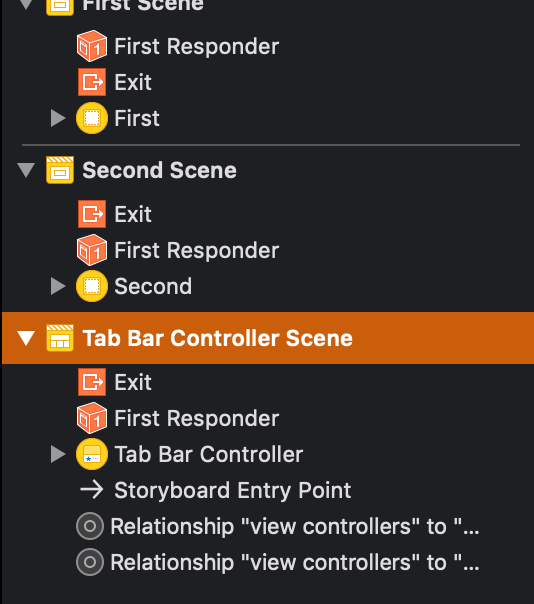 First Scene
First Responder
Exit
First
Second Scene
Exit
First Responder
Second
Tab Bar Controller Scene
Exit
First Responder
Tab Bar Controller
Storyboard Entry Point
Relationship "view controllers" to "...
Relationship "view controllers" to "...